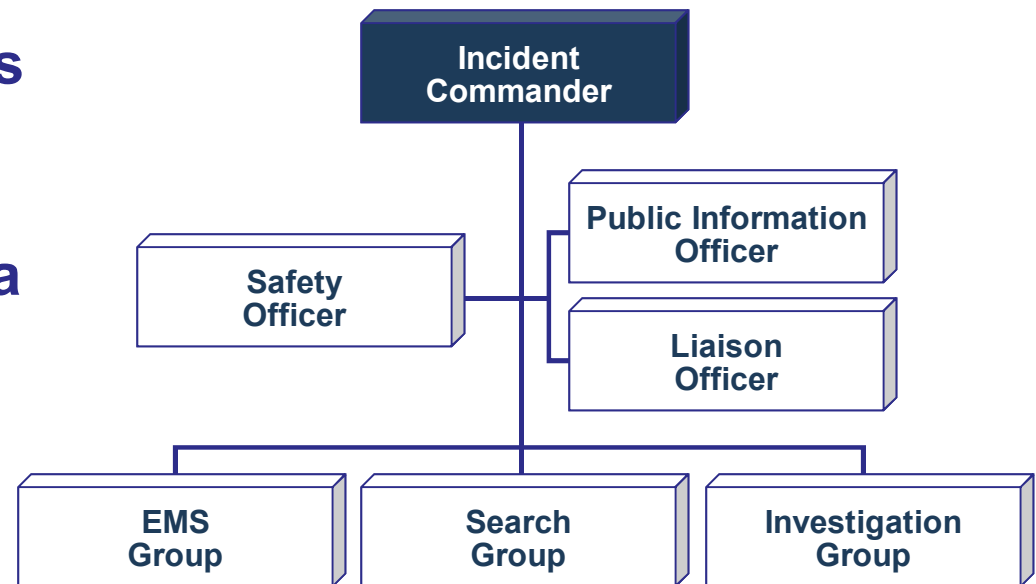 s
a
Incident
Commander
Public Information
Officer
Safety
Officer
Liaison
Officer
EMS
Group
Search
Group
Investigation
Group